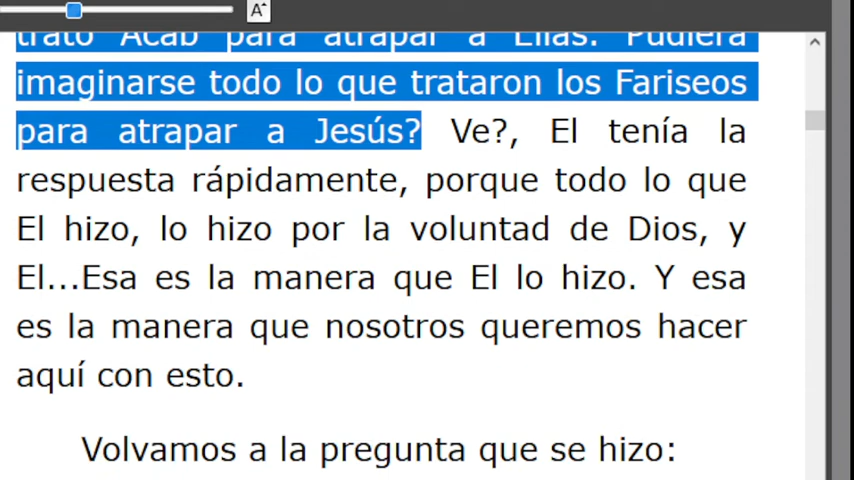 A
trató Acab para atrapar a Elías. Pudiera
imaginarse todo lo que trataron los Fariseos
para atrapar a Jesús? Ve?, El tenía la
respuesta rápidamente, porque todo lo que
El hizo, lo hizo por la voluntad de Dios, y
El...Esa es la manera que El lo hizo. Y esa
es la manera que nosotros queremos hacer
aquí con esto.
Volvamos a la pregunta que se hizo: